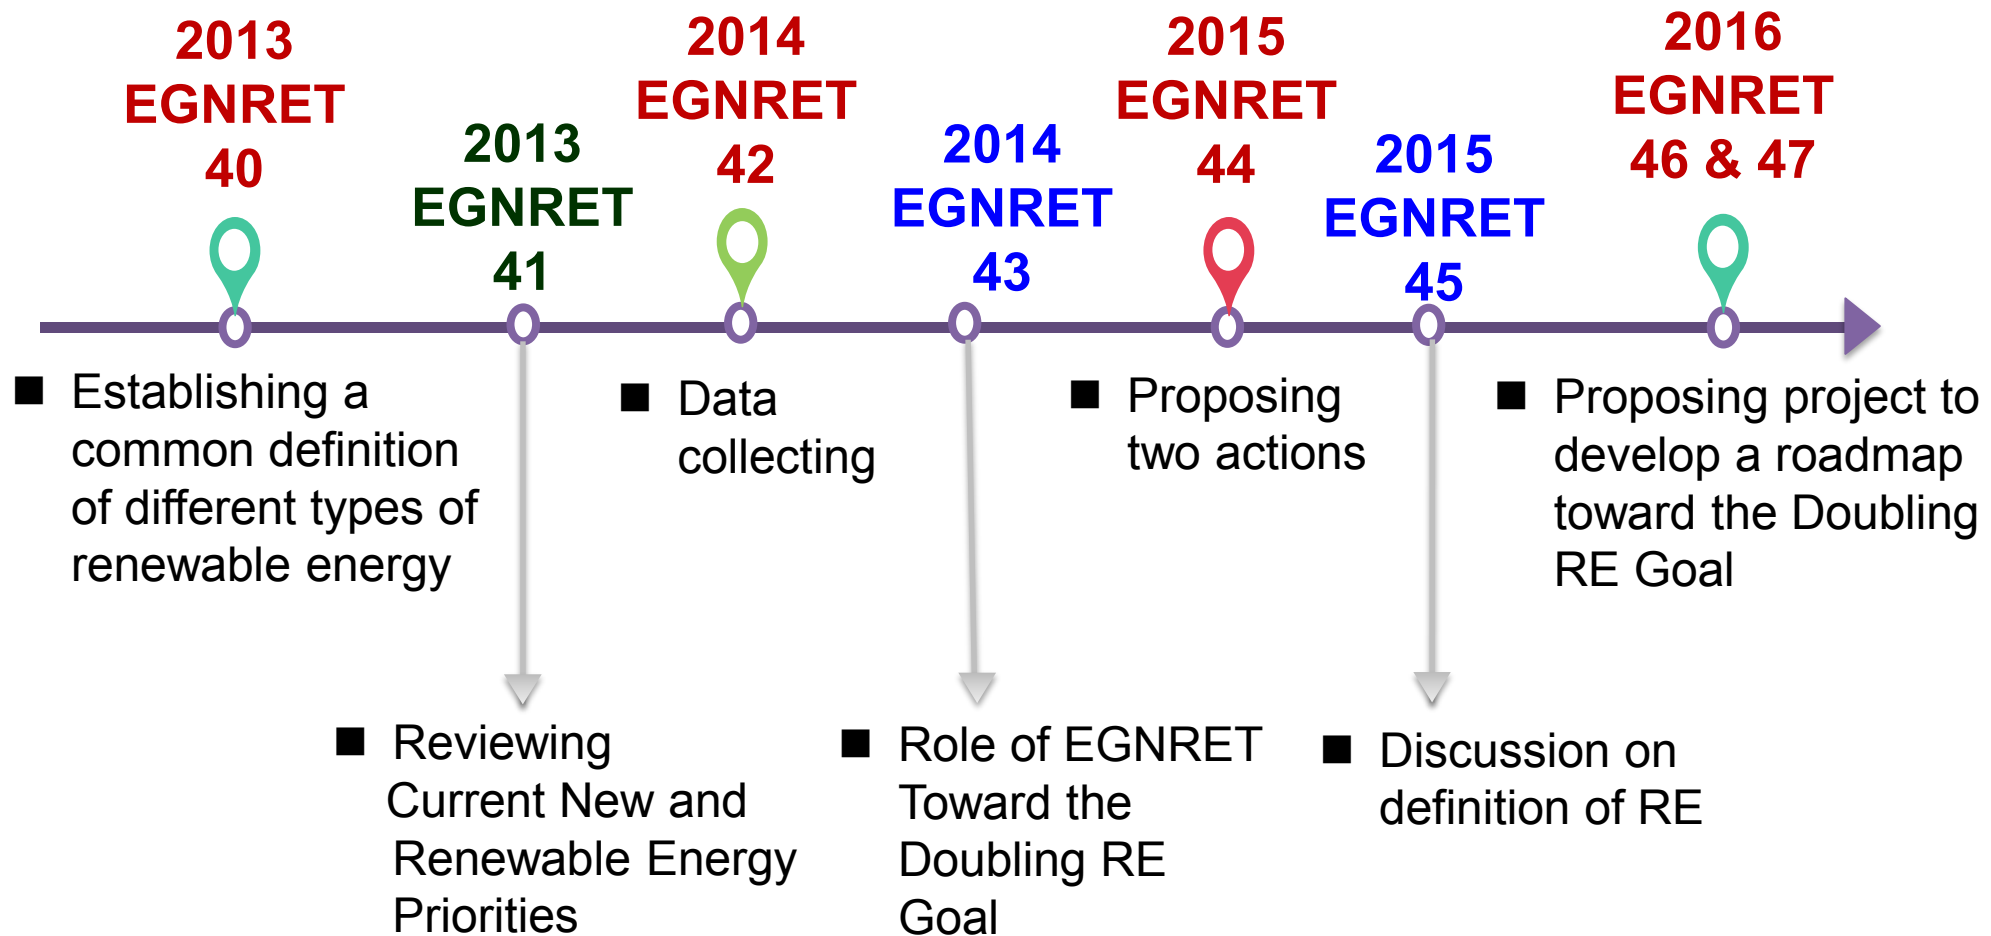 2013
EGNRET
40
2013
EGNRET
41
2014
EGNRET
42
2014
EGNRET
43
2015
EGNRET
44
2015
EGNRET
45
2016
EGNRET
46 & 47
■ Establishing a
common definition
of different types of
renewable energy
■ Data
collecting
■ Proposing
two actions
■ Proposing project to
develop a roadmap
toward the Doubling
RE Goal
■ Reviewing
Current New and
Renewable Energy
Priorities
■ Role of EGNRET
Toward the
Doubling RE
Goal
■ Discussion on
definition of RE